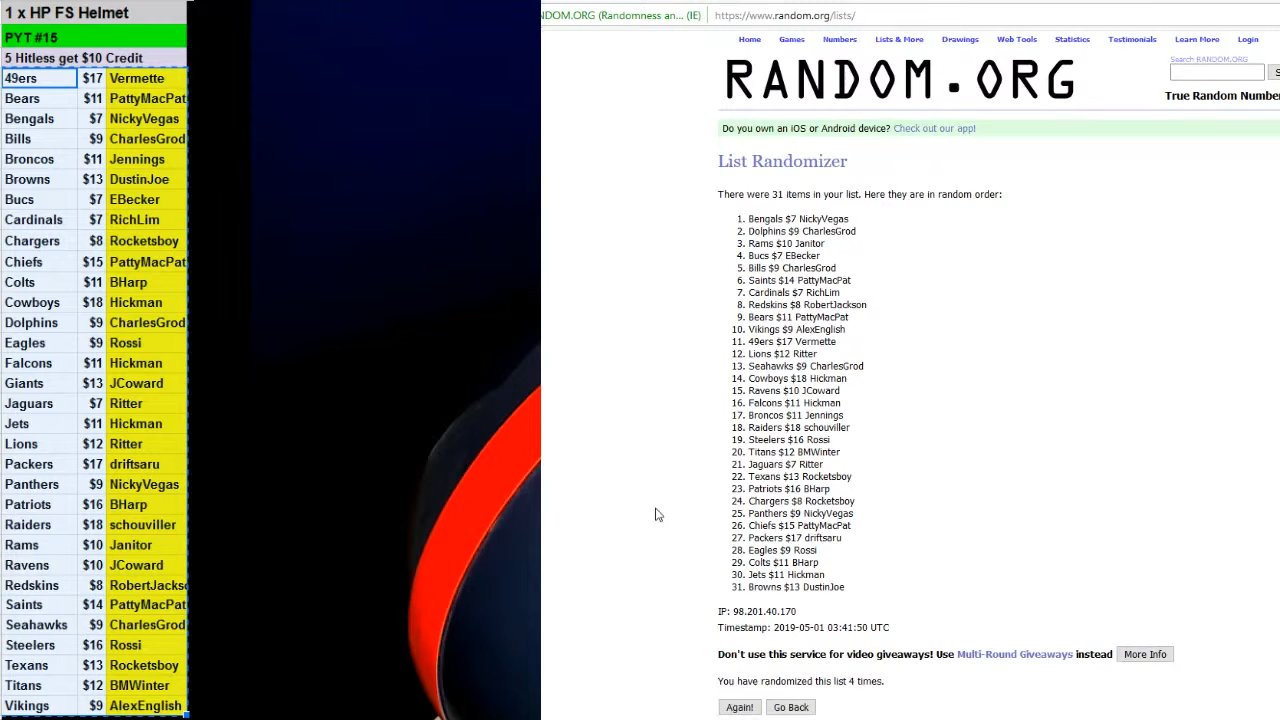 1 x HP FS Helmet
PYT #15
5 Hitless get $10 Credit
49ers $17 Vermette
Bears $11 PattyMacPat
Bengals $7 NickyVegas
Bills $9 CharlesGrod
Broncos $11 Jennings
Browns $13 DustinJoe
Bucs $7 EBecker
Cardinals $7 RichLim
Chargers $8 Rocketsboy
Chiefs $15 PattyMacPat
Colts $11 BHarp
Cowboys $18 Hickman
Dolphins $9 CharlesGrod
Eagles $9 Rossi
Falcons $11 Hickman
Giants $13 JCoward
Jaguars $7 Ritter
Jets $11 Hickman
Lions $12 Ritter
Packers $17 driftsaru
Panthers $9 NickyVegas
Patriots $16 BHarp
Raiders $18 schouviller
Rams $10 Janitor
Ravens $10 JCoward
Redskins $8 RobertJackso
Saints $14 PattyMacPat
Seahawks $9 CharlesGrod
Steelers $16 Rossi
Texans $13 Rocketsboy
Titans $12 BMWinter
Vikings $9 AlexEnglish
NDOM.ORG (Randomness an... (IE) https://www.random.org/lists/
Home Games Numbers Lists & More Drawings Web Tools Statistics Testimonials Learn More Login
Search RANDOM.ORG
RANDOM.ORG
True Random Number
Do you own an iOS or Android device? Check out our app!
List Randomizer
There were 31 items in your list. Here they are in random order:
1. Bengals $7 NickyVegas
2. Dolphins $9 CharlesGrod
3. Rams $10 Janitor
4. Bucs $7 EBecker
5. Bills $9 CharlesGrod
6. Saints $14 PattyMacPat
7. Cardinals $7 RichLim
8. Redskins $8 RobertJackson
9. Bears $11 PattyMacPat
10. Vikings $9 AlexEnglish
11. 49ers $17 Vermette
12. Lions $12 Ritter
13. Seahawks $9 CharlesGrod
14. Cowboys $18 Hickman
15. Ravens $10 JCoward
16. Falcons $11 Hickman
17. Broncos $11 Jennings
18. Raiders $18 schouviller
19. Steelers $16 Rossi
20. Titans $12 BMWinter
21. Jaguars $7 Ritter
22. Texans $13 Rocketsboy
23. Patriots $16 BHarp
24. Chargers $8 Rocketsboy
25. Panthers $9 NickyVegas
26. Chiefs $15 PattyMacPat
27. Packers $17 driftsaru
28. Eagles $9 Rossi
29. Colts $11 BHarp
30. Jets $11 Hickman
31. Browns $13 DustinJoe
IP: 98.201.40.170
Timestamp: 2019-05-01 03:41:50 UTC
Don't use this service for video giveaways! Use Multi-Round Giveaways instead More Info
You have randomized this list 4 times.
Again! Go Back